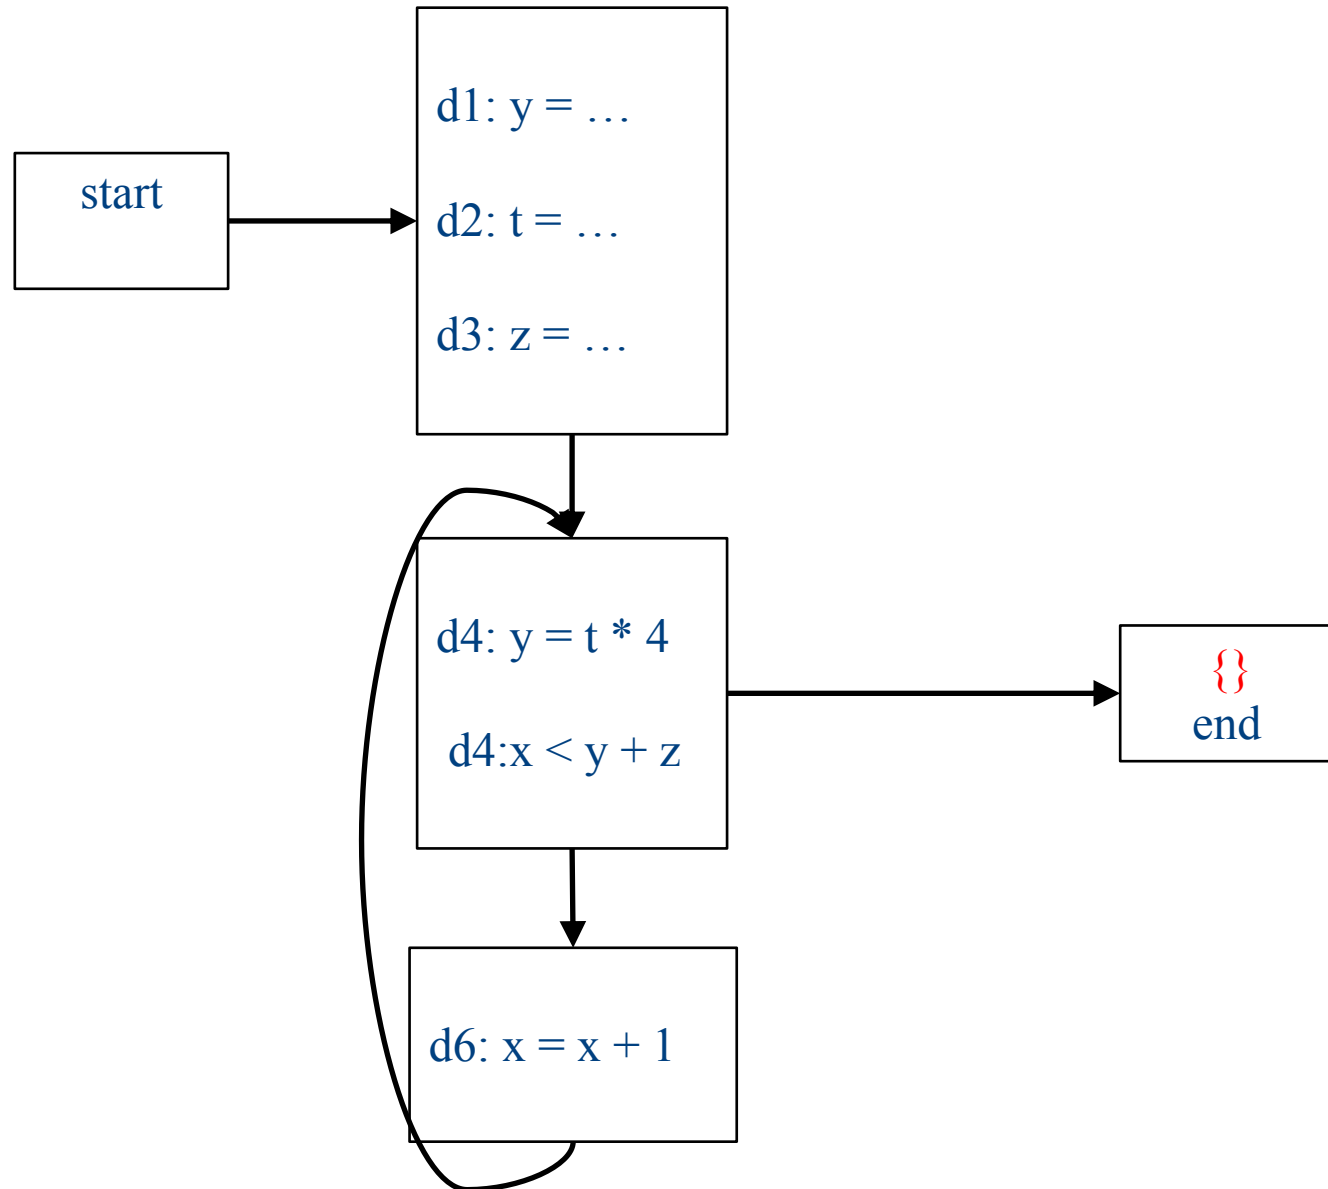 start
d1: y = …
d2: t = …
d3: z = …
d4: y = t * 4
d4:x < y + z
{}
end
d6: x = x + 1